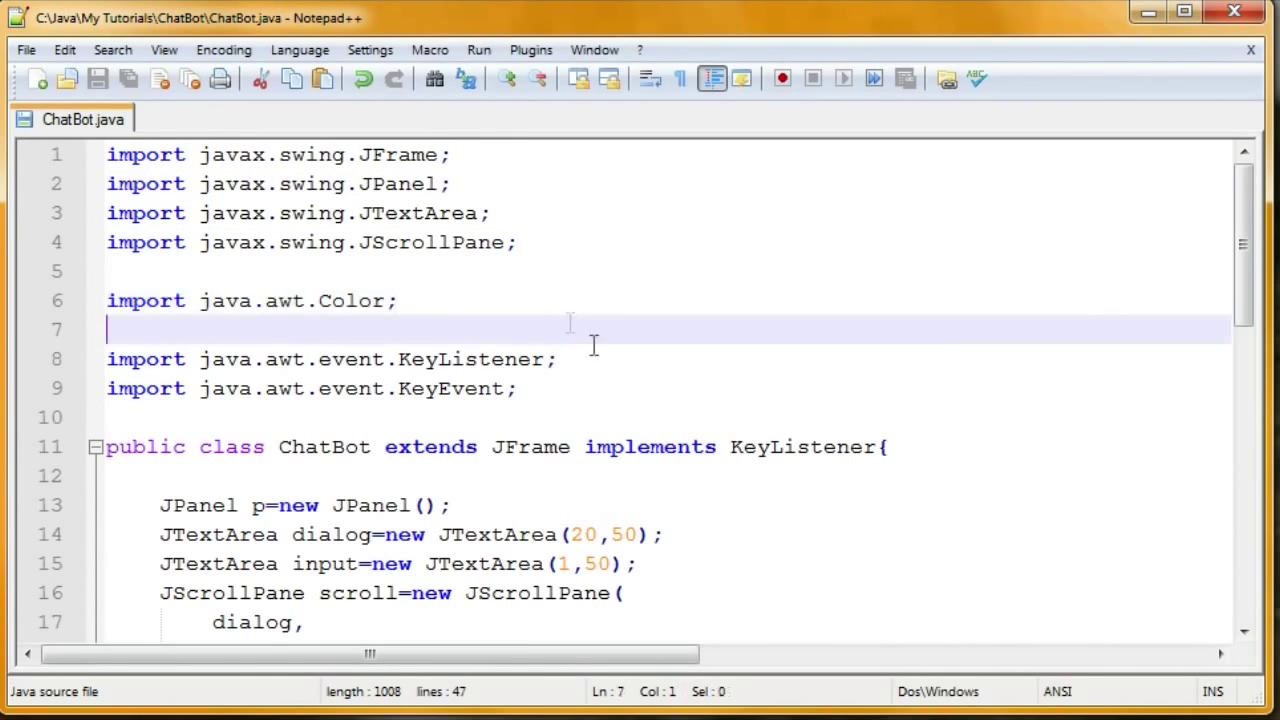 C:\Java\My Tutorials\ChatBot\ChatBot.java - Notepad++
File Edit Search View Encoding Language Settings Macro Run Plugins Window ? X
ABC
ChatBot.java
1 import javax.swing.JFrame;
2 import javax.swing.JPanel;
3 import javax.swing.JTextArea;
4 import javax.swing.JScrollPane;
5
6 import java.awt.Color;
7
8 import java.awt.event.KeyListener;
9 import java.awt.event.KeyEvent;
10
11 public class ChatBot extends JFrame implements KeyListener{
12
13 JPanel p=new JPanel();
14 JTextArea dialog=new JTextArea(20,50);
15 JTextArea input=new JTextArea(1,50);
16 JScrollPane scroll=new JScrollPane(
17 dialog,
Java source file length : 1008 lines : 47 Ln : 7 Col : 1 Sel : 0 Dos\Windows ANSI INS